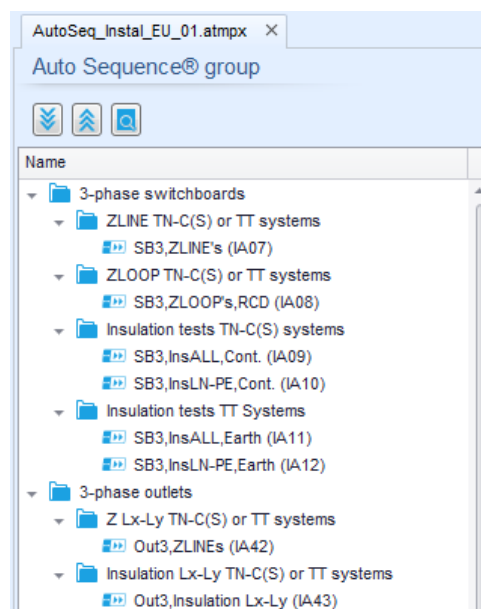 AutoSeq_Instal_EU_01.atmpx
Auto Sequence® group
Name
3-phase switchboards
ZLINE TN-C(S) or TT systems
SB3,ZLINE's (IA07)
ZLOOP TN-C(S) or TT systems
SB3,ZLOOP's,RCD (IA08)
Insulation tests TN-C(S) systems
SB3,InsALL,Cont. (IA09)
SB3,InsLN-PE,Cont. (IA10)
Insulation tests TT Systems
SB3,InsALL,Earth (IA11)
SB3,InsLN-PE,Earth (IA12)
3-phase outlets
Z Lx-Ly TN-C(S) or TT systems
Out3,ZLINEs (IA42)
Insulation Lx-Ly TN-C(S) or TT systems
Out3,Insulation Lx-Ly (IA43)